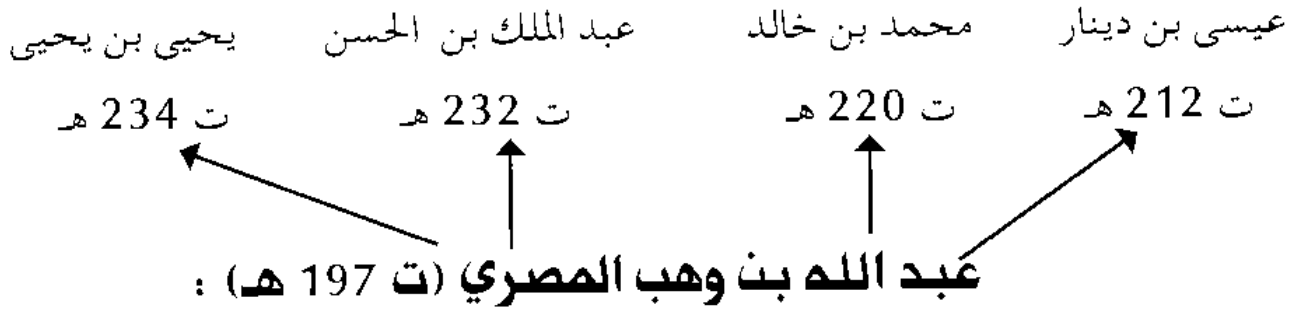 عيسى بن دينار محمد بن خالد عبد الملك بن الحسن يحيى بن يحيى
ت 212 هـ ت 220 هـ ت 232 هـ ت 234 هـ
عبد الله بن وهب المصري (ت 197 هـ) :